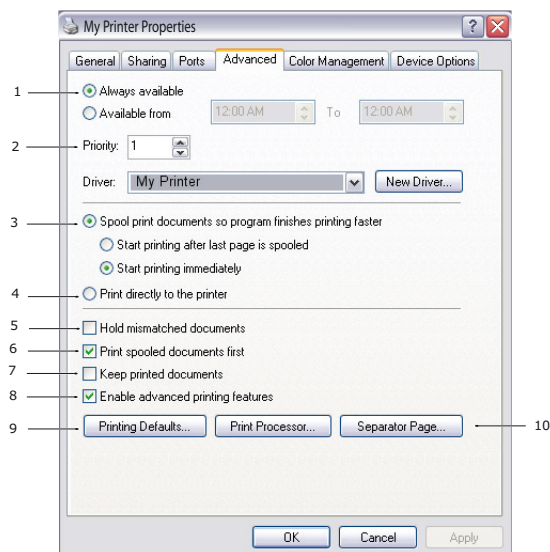 My Printer Properties
?
General Sharing Ports Advanced Color Management Device Options
1 Always available
Available from 12:00 AM To 12:00 AM
2 Priority: 1
Driver: My Printer New Driver...
3 Spool print documents so program finishes printing faster
Start printing after last page is spooled
Start printing immediately
4 Print directly to the printer
5 Hold mismatched documents
6 Print spooled documents first
7 Keep printed documents
8 Enable advanced printing features
9 Printing Defaults... Print Processor... Separator Page... 10
OK Cancel Apply